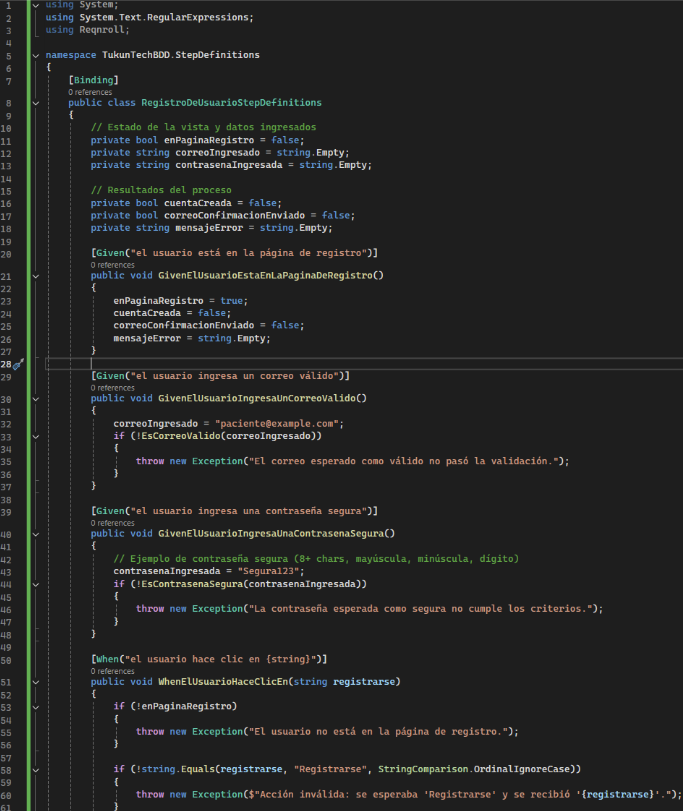 1 using System;
2 using System.Text.RegularExpressions;
3 using Reqnroll;
4
5 namespace TukunTechBDD.StepDefinitions
6 {
7 [Binding]
0 references
8 public class RegistroDeUsuarioStepDefinitions
9 {
10 // Estado de la vista y datos ingresados
11 private bool enPaginaRegistro = false;
12 private string correoIngresado = string.Empty;
13 private string contrasenaIngresada = string.Empty;
14
15 // Resultados del proceso
16 private bool cuentaCreada = false;
17 private bool correoConfirmacionEnviado = false;
18 private string mensajeError = string.Empty;
19
20 [Given("el usuario está en la página de registro")]
0 references
21 public void GivenElUsuarioEstaEnLaPaginaDeRegistro()
22 {
23 enPaginaRegistro = true;
24 cuentaCreada = false;
25 correoConfirmacionEnviado = false;
26 mensajeError = string.Empty;
27 }
28
29 [Given("el usuario ingresa un correo válido")]
0 references
30 public void GivenElUsuarioIngresaUnCorreoValido()
31 {
32 correoIngresado = "paciente@example.com";
33 if (!EsCorreoValido(correoIngresado))
34 {
35 throw new Exception("El correo esperado como válido no pasó la validación.");
36 }
37 }
38
39 [Given("el usuario ingresa una contraseña segura")]
0 references
40 public void GivenElUsuarioIngresaUnaContrasenaSegura()
41 {
42 // Ejemplo de contraseña segura (8+ chars, mayúscula, minúscula, dígito)
43 contrasenaIngresada = "Segura123";
44 if (!EsContrasenaSegura(contrasenaIngresada))
45 {
46 throw new Exception("La contraseña esperada como segura no cumple los criterios.");
47 }
48 }
49
50 [When("el usuario hace clic en {string}")]
0 references
51 public void WhenElUsuarioHaceClicEn(string registrarse)
52 {
53 if (!enPaginaRegistro)
54 {
55 throw new Exception("El usuario no está en la página de registro.");
56 }
57
58 if (!string.Equals(registrarse, "Registrarse", StringComparison.OrdinalIgnoreCase))
59 {
60 throw new Exception($"Acción inválida: se esperaba 'Registrarse' y se recibió '{registrarse}'.");
61 }